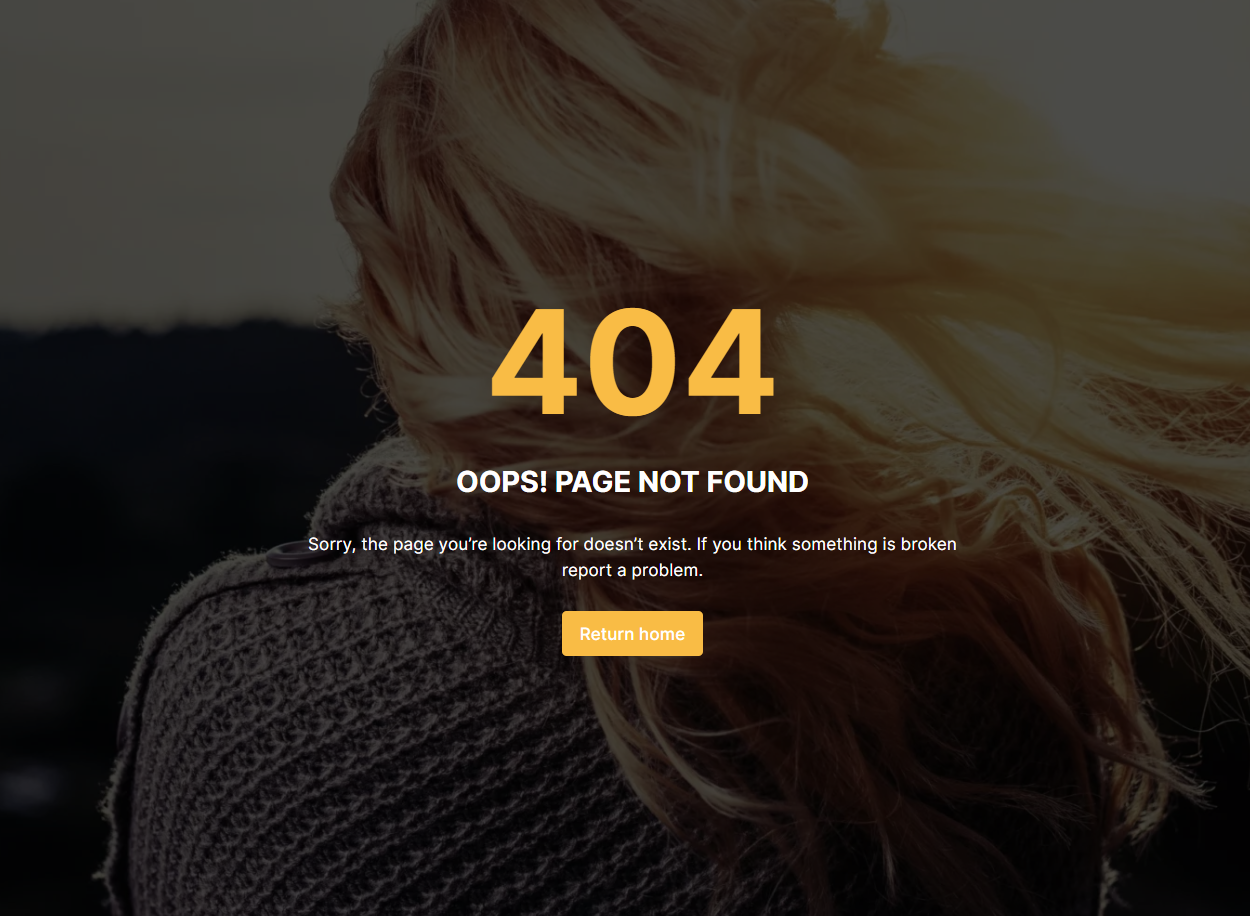 404
OOPS! PAGE NOT FOUND
Sorry, the page you’re looking for doesn’t exist. If you think something is broken
report a problem.
Return home